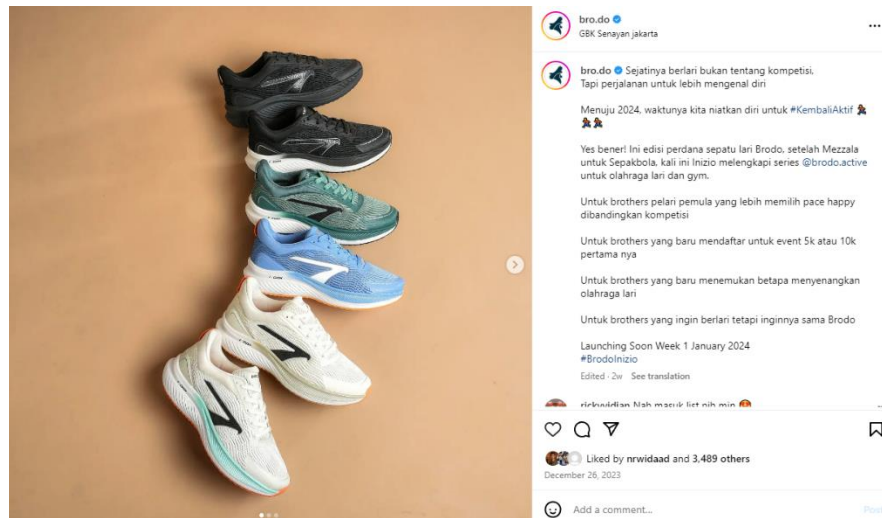 bro.do
GBK Senayan jakarta
bro.do Sejatinya berlari bukan tentang kompetisi,
Tapi perjalanan untuk lebih mengenal diri
Menuju 2024, waktunya kita niatkan diri untuk #KembaliAktif
Yes bener! Ini edisi perdana sepatu lari Brodo, setelah Mezzala
untuk Sepakbola, kali ini Inizio melengkapi series @brodo.active
untuk olahraga lari dan gym.
Untuk brothers pelari pemula yang lebih memilih pace happy
dibandingkan kompetisi
Untuk brothers yang baru mendaftar untuk event 5k atau 10k
pertama nya
Untuk brothers yang baru menemukan betapa menyenangkan
olahraga lari
Untuk brothers yang ingin berlari tetapi inginnya sama Brodo
Launching Soon Week 1 January 2024
#BrodoInizio
Edited · 2w See translation
rickyvidian Nah masuk list nih min
Liked by nrwidaad and 3,489 others
December 26, 2023
Add a comment...
Post